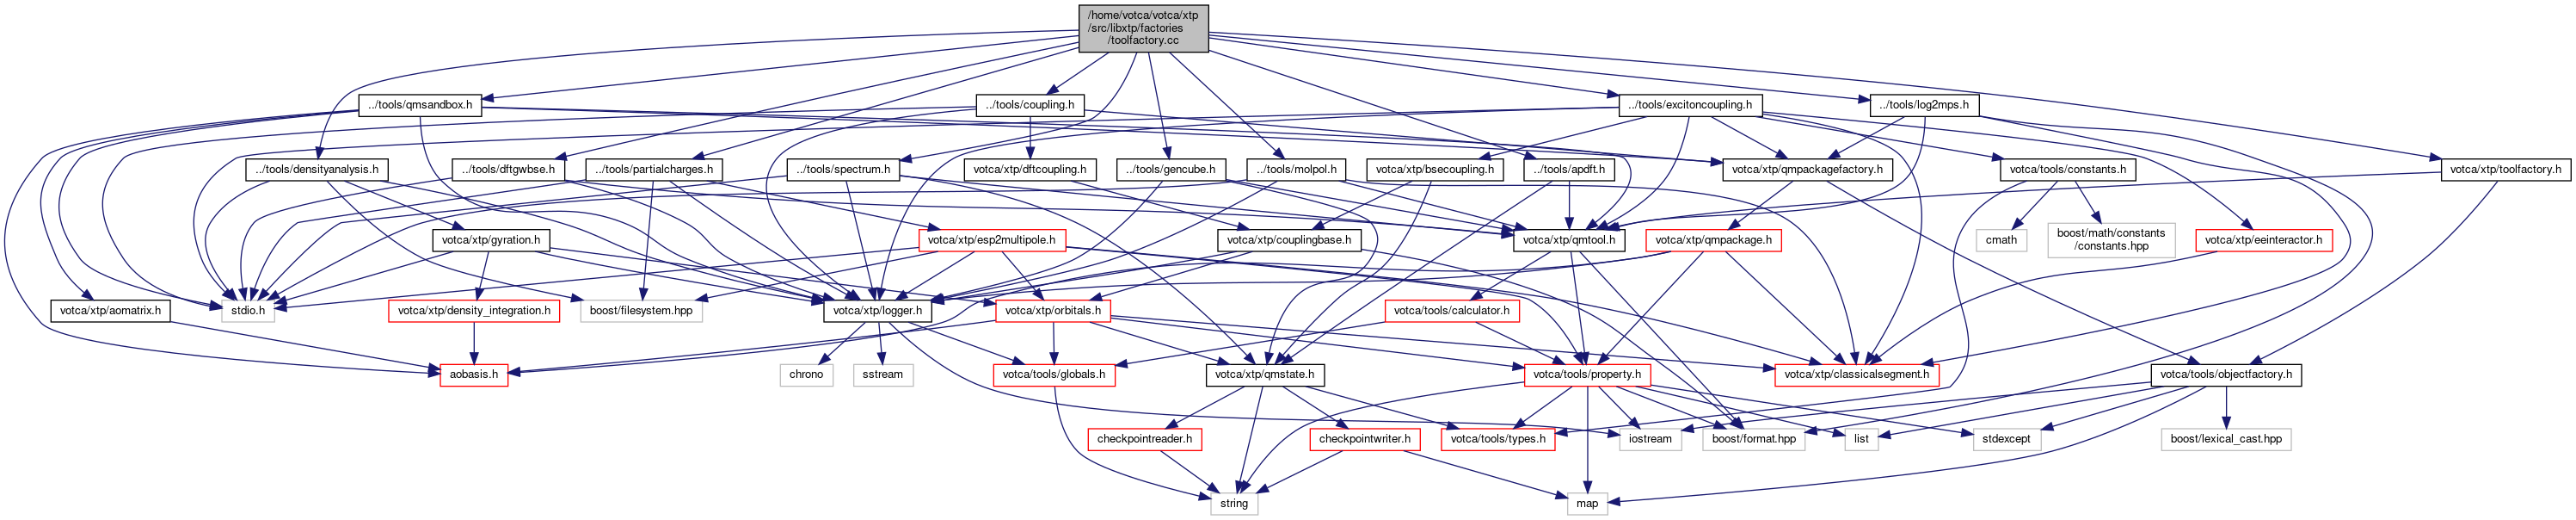 /home/votca/votca/xtp
/src/libxtp/factories
/toolfactory.cc
../tools/qmsandbox.h
../tools/coupling.h
../tools/excitoncoupling.h
../tools/log2mps.h
../tools/densityanalysis.h
../tools/dftgwbse.h
../tools/partialcharges.h
../tools/spectrum.h
votca/xtp/dftcoupling.h
../tools/gencube.h
../tools/molpol.h
votca/xtp/bsecoupling.h
../tools/apdft.h
votca/xtp/qmpackagefactory.h
votca/tools/constants.h
votca/xtp/toolfactory.h
votca/xtp/gyration.h
votca/xtp/esp2multipole.h
votca/xtp/couplingbase.h
votca/xtp/qmtool.h
votca/xtp/qmpackage.h
cmath
boost/math/constants
/constants.hpp
votca/xtp/eeinteractor.h
votca/xtp/aomatrix.h
stdio.h
votca/xtp/density_integration.h
boost/filesystem.hpp
votca/xtp/logger.h
votca/xtp/orbitals.h
votca/tools/calculator.h
aobasis.h
chrono
sstream
votca/tools/globals.h
votca/xtp/qmstate.h
votca/tools/property.h
votca/xtp/classicalsegment.h
votca/tools/objectfactory.h
checkpointreader.h
checkpointwriter.h
votca/tools/types.h
iostream
boost/format.hpp
list
stdexcept
boost/lexical_cast.hpp
string
map